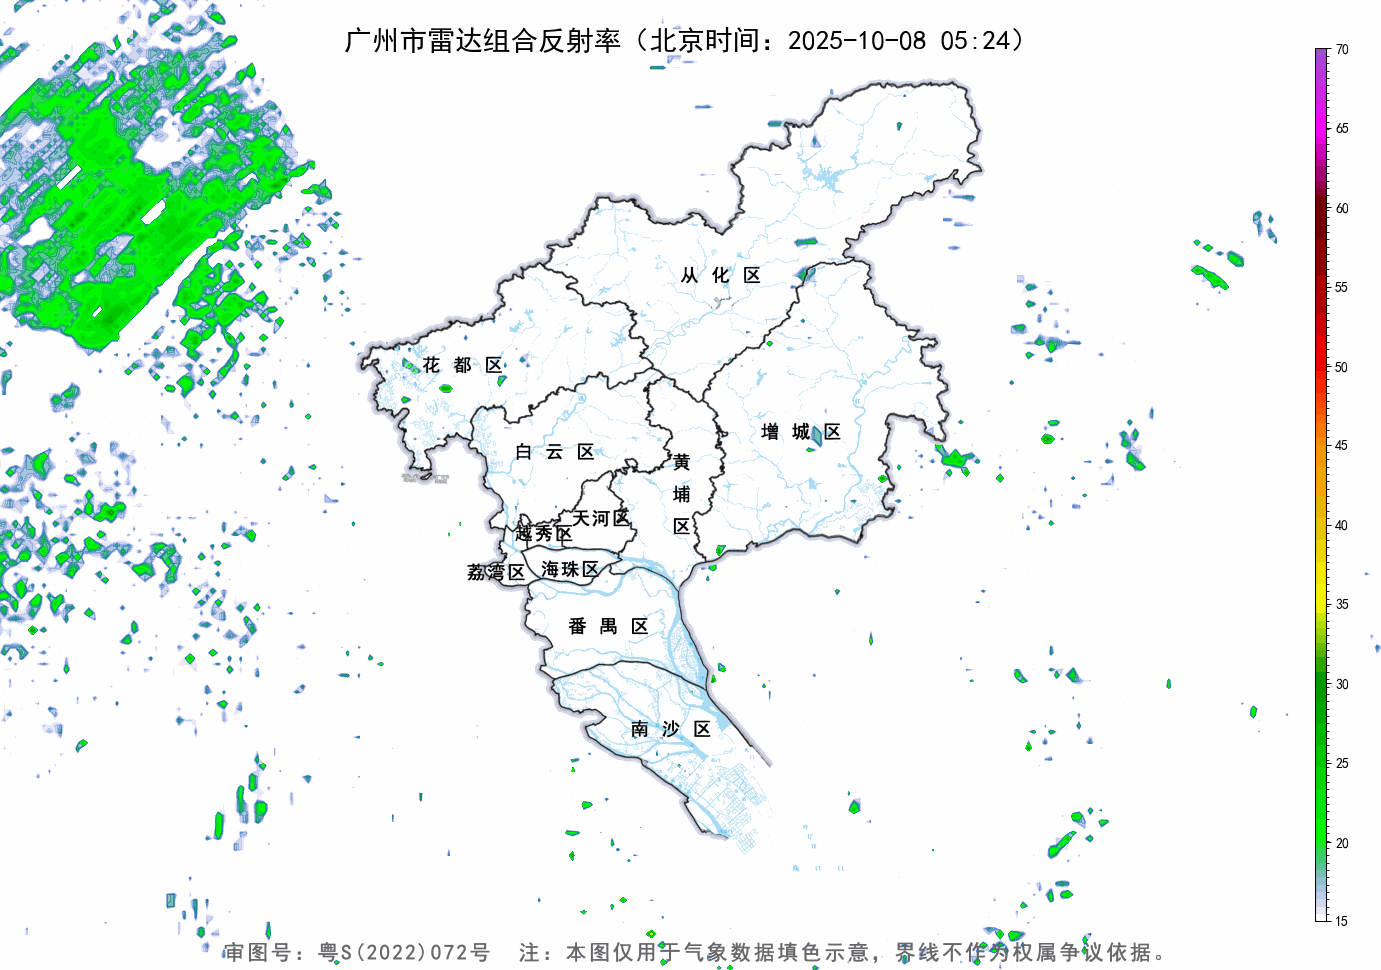 广州市雷达组合反射率（北京时间：2025-10-08 05:24）
70
65
60
55
50
45
40
35
30
25
20
15
从化区
花都区
增城区
白云区
黄埔区
天河区
越秀区
荔湾区
海珠区
番禺区
南沙区
审图号：粤S(2022)072号 注：本图仅用于气象数据填色示意，界线不作为权属争议依据。